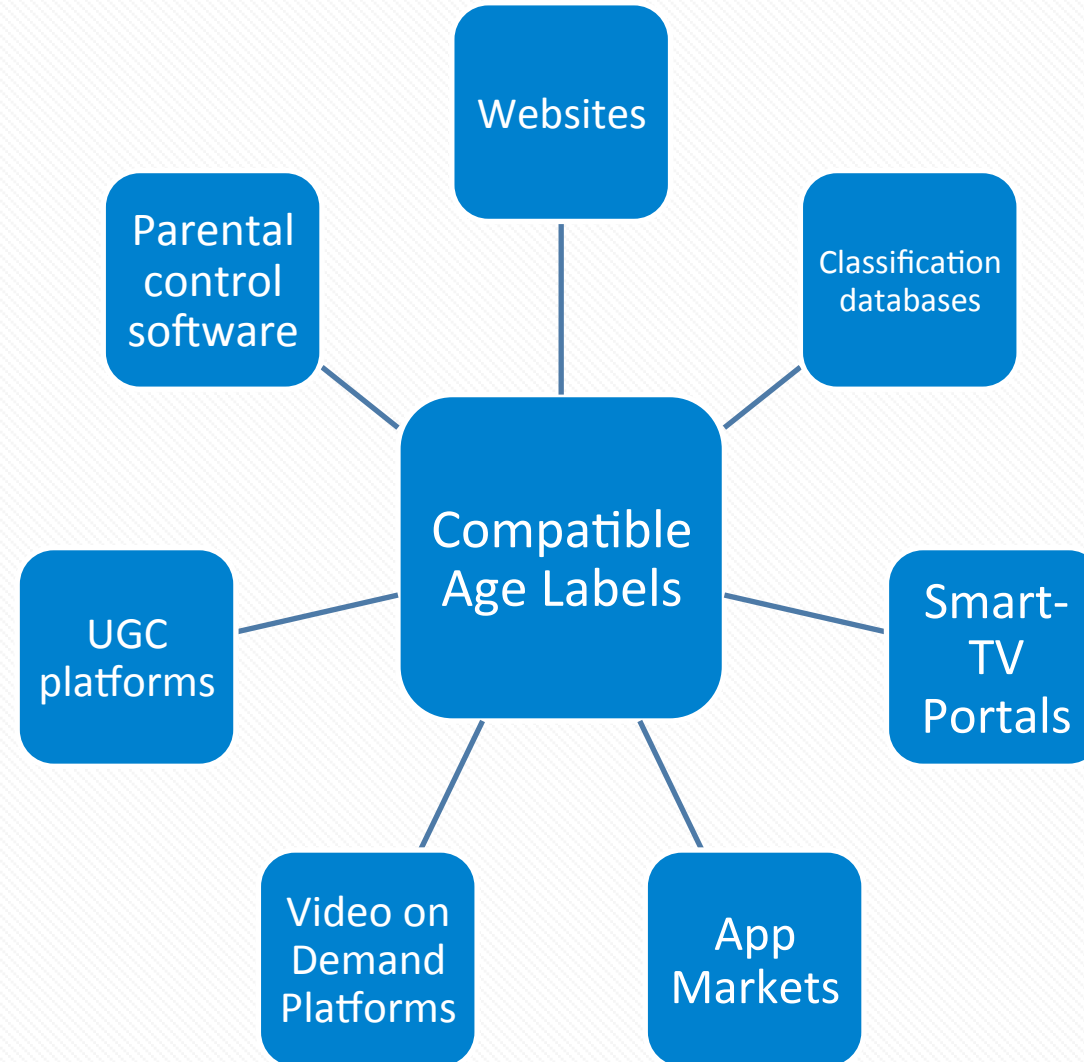 Websites
Parental
control
software
Classification
databases
Compatible
Age Labels
UGC
platforms
Smart-
TV
Portals
Video on
Demand
Platforms
App
Markets